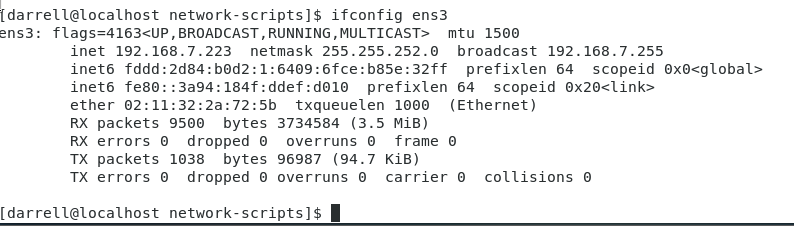 [darrell@localhost network-scripts]$ ifconfig ens3
ens3: flags=4163<UP,BROADCAST,RUNNING,MULTICAST>  mtu 1500
        inet 192.168.7.223  netmask 255.255.252.0  broadcast 192.168.7.255
        inet6 fddd:2d84:b0d2:1:6409:6fce:b85e:32ff  prefixlen 64  scopeid 0x0<global>
        inet6 fe80::3a94:184f:ddef:d010  prefixlen 64  scopeid 0x20<link>
        ether 02:11:32:2a:72:5b  txqueuelen 1000  (Ethernet)
        RX packets 9500  bytes 3734584 (3.5 MiB)
        RX errors 0  dropped 0  overruns 0  frame 0
        TX packets 1038  bytes 96987 (94.7 KiB)
        TX errors 0  dropped 0 overruns 0  carrier 0  collisions 0

[darrell@localhost network-scripts]$